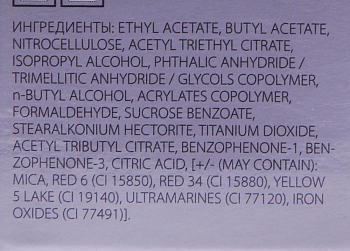 ИНГРЕДИЕНТЫ: ETHYL ACETATE, BUTYL ACETATE,
NITROCELLULOSE, ACETYL TRIETHYL CITRATE,
ISOPROPYL ALCOHOL, PHTHALIC ANHYDRIDE /
TRIMELLITIC ANHYDRIDE / GLYCOLS COPOLYMER,
n-BUTYL ALCOHOL, ACRYLATES COPOLYMER,
FORMALDEHYDE, SUCROSE BENZOATE,
STEARALKONIUM HECTORITE, TITANIUM DIOXIDE,
ACETYL TRIBUTYL CITRATE, BENZOPHENONE-1, BEN-
ZOPHENONE-3, CITRIC ACID, [+/- (MAY CONTAIN):
MICA, RED 6 (CI 15850), RED 34 (CI 15880), YELLOW
5 LAKE (CI 19140), ULTRAMARINES (CI 77120), IRON
OXIDES (CI 77491)].